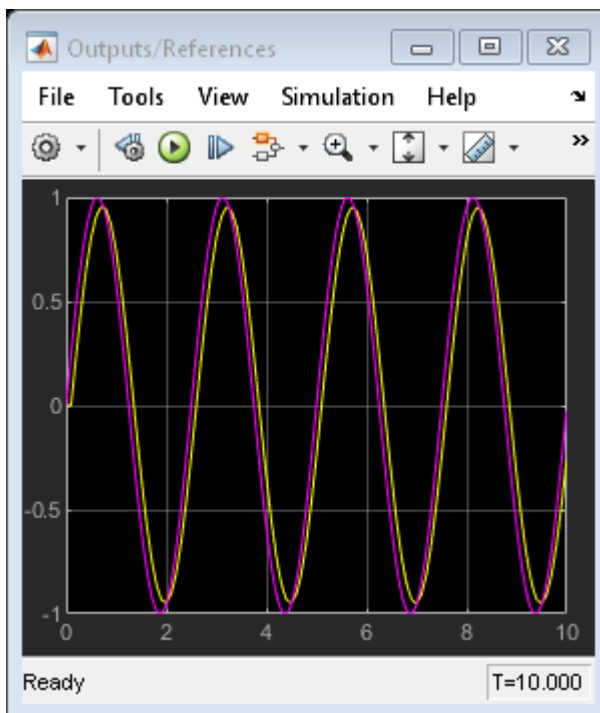 Outputs/References
File Tools View Simulation Help
1
0.5
0
-0.5
-1
0 2 4 6 8 10
Ready T=10.000